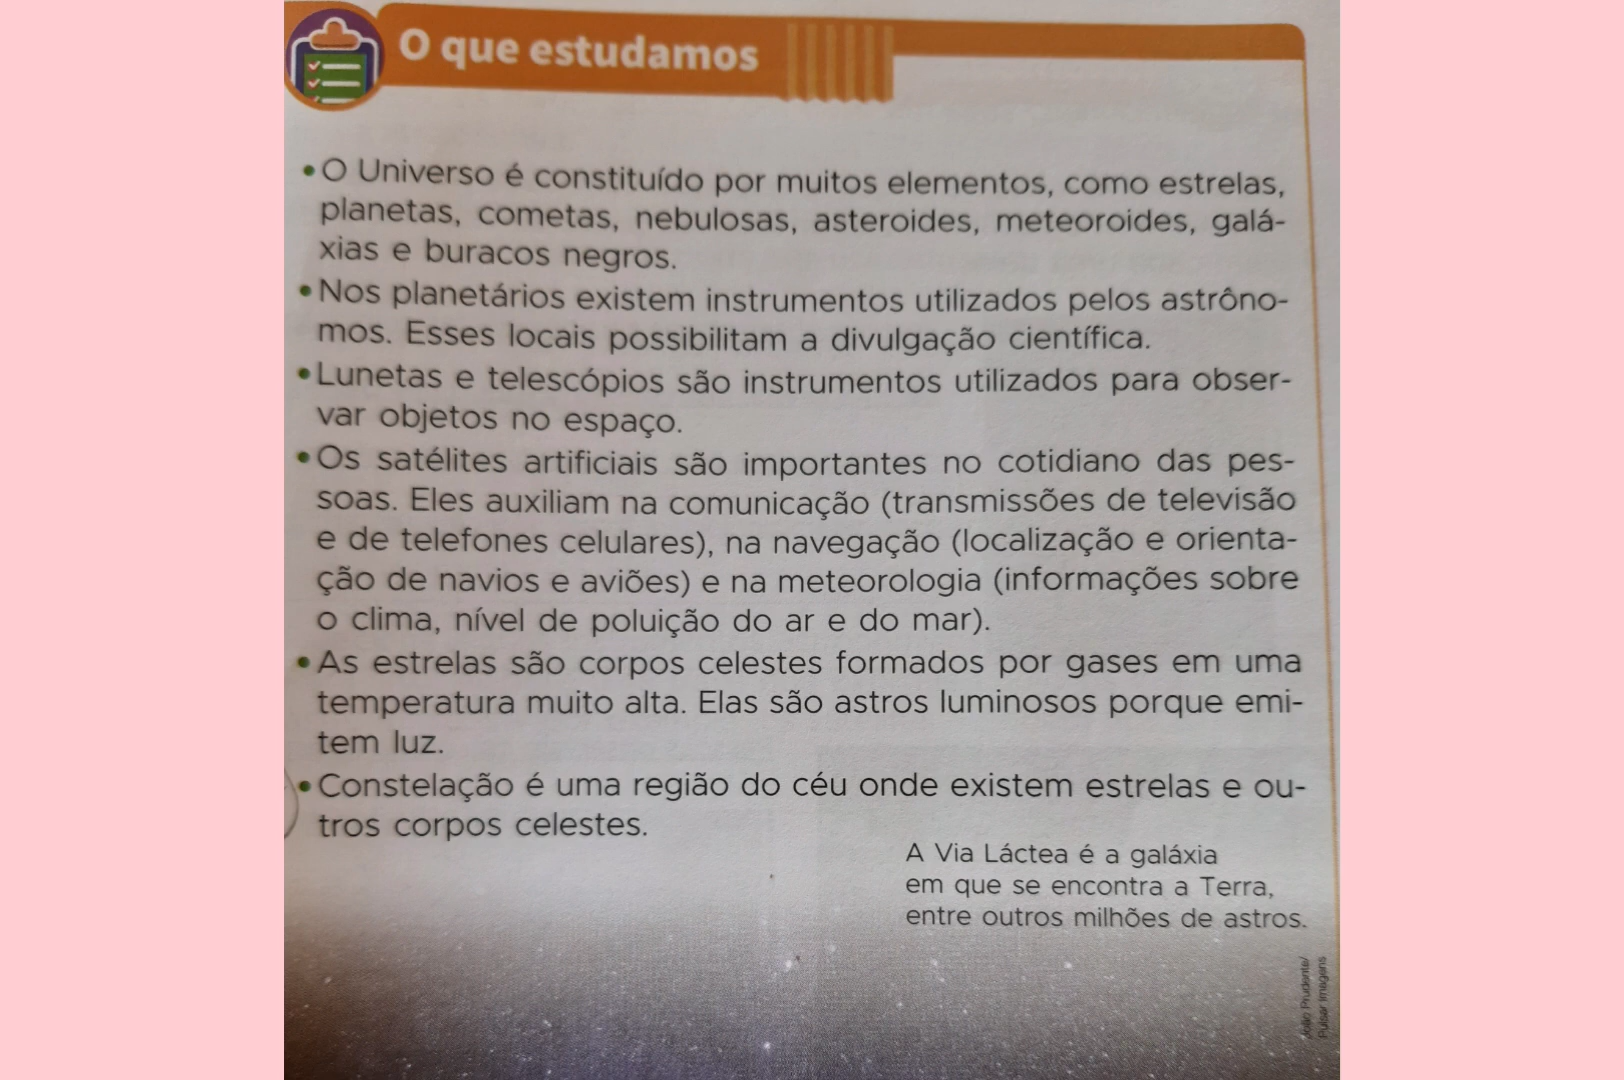 O que estudamos
• O Universo é constituído por muitos elementos, como estrelas,
planetas, cometas, nebulosas, asteroides, meteoroides, galá-
xias e buracos negros.
• Nos planetários existem instrumentos utilizados pelos astrôno-
mos. Esses locais possibilitam a divulgação científica.
• Lunetas e telescópios são instrumentos utilizados para obser-
var objetos no espaço.
• Os satélites artificiais são importantes no cotidiano das pes-
soas. Eles auxiliam na comunicação (transmissões de televisão
e de telefones celulares), na navegação (localização e orienta-
ção de navios e aviões) e na meteorologia (informações sobre
o clima, nível de poluição do ar e do mar).
• As estrelas são corpos celestes formados por gases em uma
temperatura muito alta. Elas são astros luminosos porque emi-
tem luz.
• Constelação é uma região do céu onde existem estrelas e ou-
tros corpos celestes.
A Via Láctea é a galáxia
em que se encontra a Terra,
entre outros milhões de astros.
João Prudente/
Pulsar Imagens